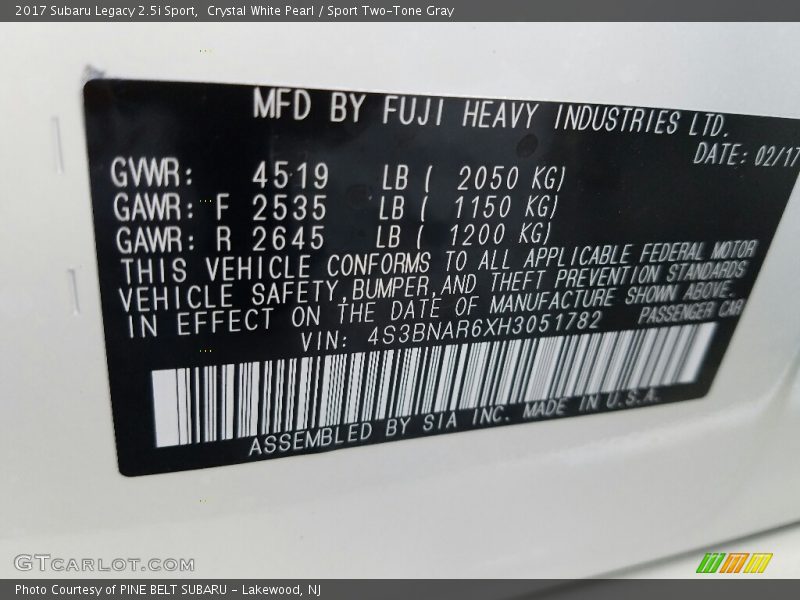 2017 Subaru Legacy 2.5i Sport,  Crystal White Pearl / Sport Two-Tone Gray
MFD BY FUJI HEAVY INDUSTRIES LTD.
DATE: 02/17
GVWR: 4519 LB ( 2050 KG)
GAWR: F 2535 LB ( 1150 KG)
GAWR: R 2645 LB ( 1200 KG)
THIS VEHICLE CONFORMS TO ALL APPLICABLE FEDERAL MOTOR
VEHICLE SAFETY,BUMPER,AND THEFT PREVENTION STANDARDS
IN EFFECT ON THE DATE OF MANUFACTURE SHOWN ABOVE.
VIN: 4S3BNAR6XH3051782 PASSENGER CAR
ASSEMBLED BY SIA INC. MADE IN U.S.A.
GTCARLOT.COM
Photo Courtesy of PINE BELT SUBARU - Lakewood, NJ